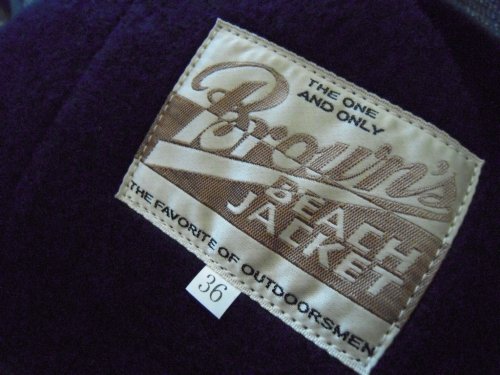 THE ONE
AND ONLY
Brown's
BEACH
JACKET
THE FAVORITE OF OUTDOORSMEN
36